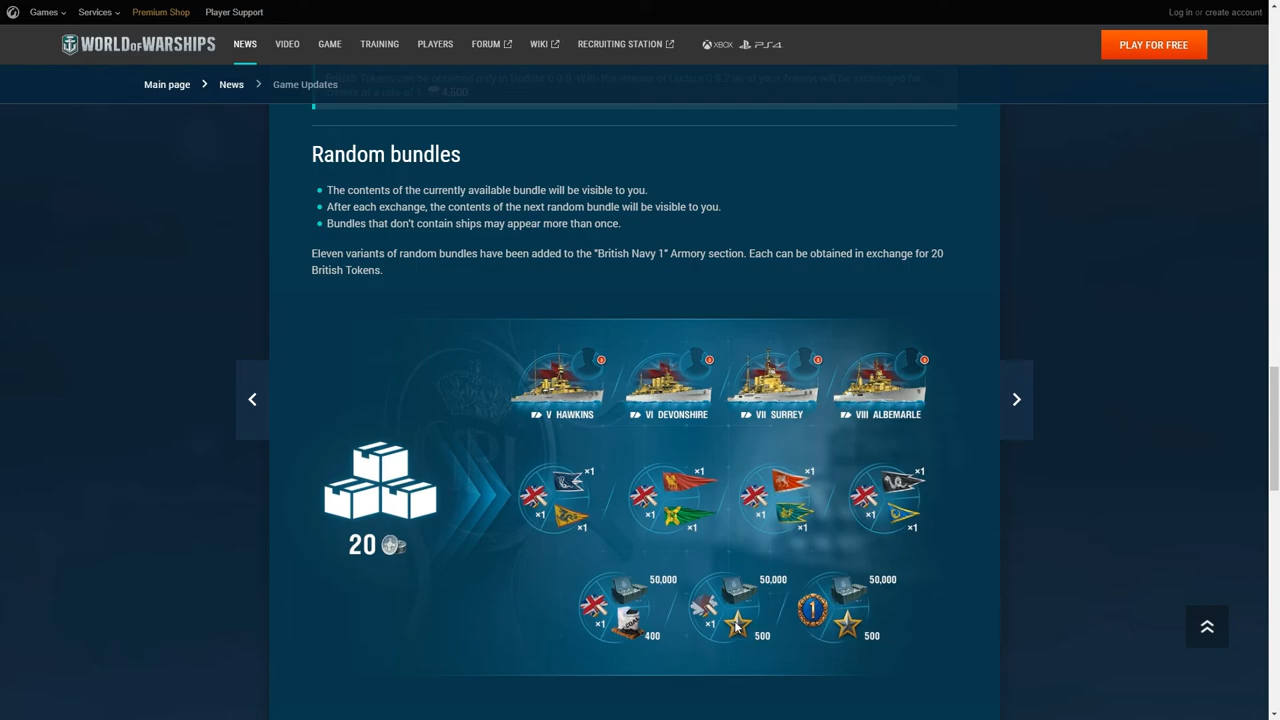 Games Services Premium Shop Player Support Log in or create account
WORLD OF WARSHIPS NEWS VIDEO GAME TRAINING PLAYERS FORUM WIKI RECRUITING STATION XBOX PS4 PLAY FOR FREE
Main page News Game Updates
4,500
Random bundles
The contents of the currently available bundle will be visible to you.
After each exchange, the contents of the next random bundle will be visible to you.
Bundles that don't contain ships may appear more than once.
Eleven variants of random bundles have been added to the "British Navy 1" Armory section. Each can be obtained in exchange for 20
British Tokens.
V HAWKINS VI DEVONSHIRE VII SURREY VIII ALBEMARLE
×1 ×1 ×1 ×1
×1 ×1 ×1 ×1
×1 ×1 ×1 ×1
20
50,000 50,000 50,000
1
×1 ×1
400 500 500